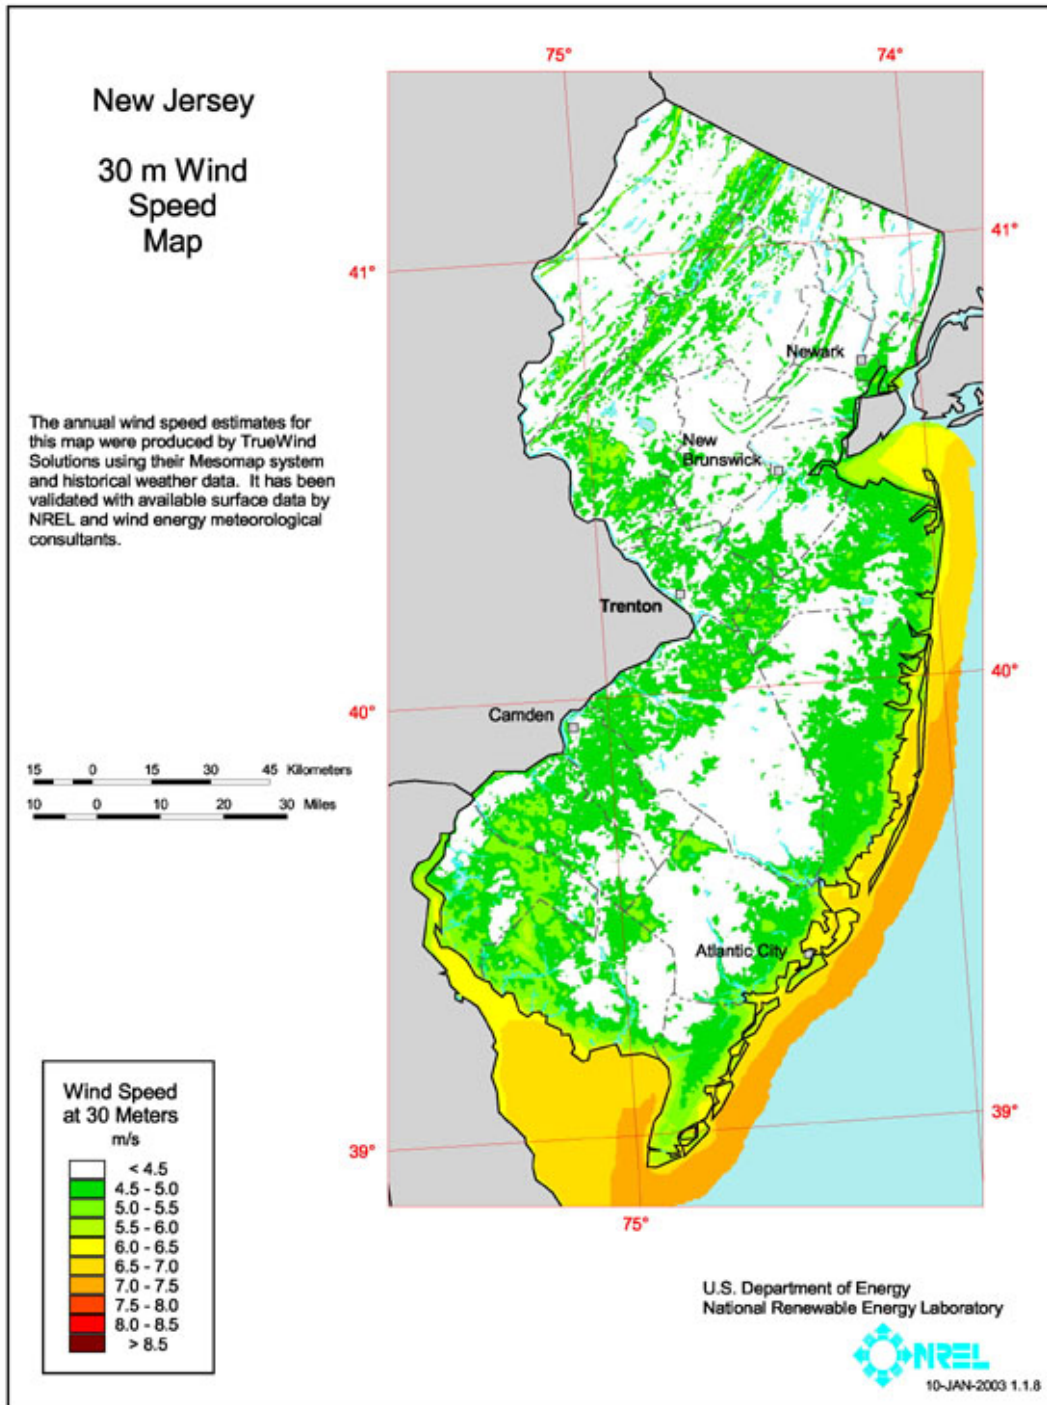 New Jersey
30 m Wind
Speed
Map
75°
74°
41°
41°
Newark
The annual wind speed estimates for
this map were produced by TrueWind
Solutions using their Mesomap system
and historical weather data. It has been
validated with available surface data by
NREL and wind energy meteorological
consultants.
New
Brunswick
Trenton
40°
40°
Camden
15 0 15 30 45 Kilometers
10 0 10 20 30 Miles
Atlantic City
39°
39°
75°
Wind Speed
at 30 Meters
m/s
< 4.5
4.5 - 5.0
5.0 - 5.5
5.5 - 6.0
6.0 - 6.5
6.5 - 7.0
7.0 - 7.5
7.5 - 8.0
8.0 - 8.5
> 8.5
U.S. Department of Energy
National Renewable Energy Laboratory
NREL
10-JAN-2003 1.1.8